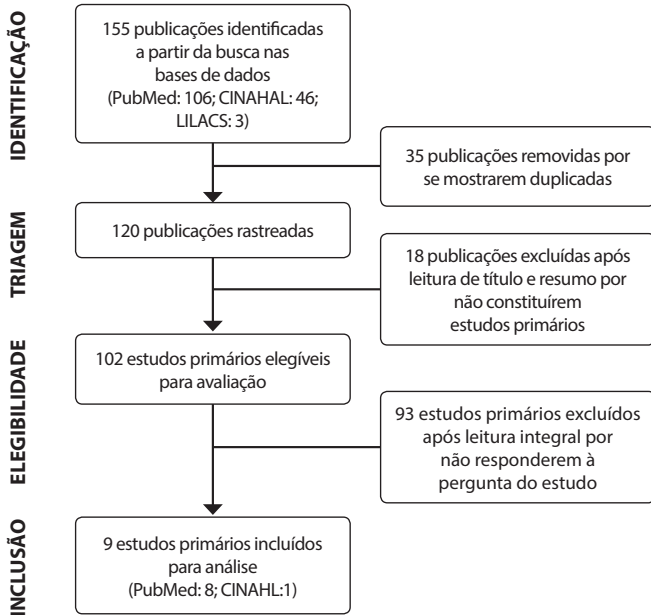 IDENTIFICAÇÃO
155 publicações identificadas
a partir da busca nas
bases de dados
(PubMed: 106; CINAHAL: 46;
LILACS: 3)
35 publicações removidas por
se mostrarem duplicadas
TRIAGEM
120 publicações rastreadas
18 publicações excluídas após
leitura de título e resumo por
não constituírem
estudos primários
ELEGIBILIDADE
102 estudos primários elegíveis
para avaliação
93 estudos primários excluídos
após leitura integral por
não responderem à
pergunta do estudo
INCLUSÃO
9 estudos primários incluídos
para análise
(PubMed: 8; CINAHL:1)